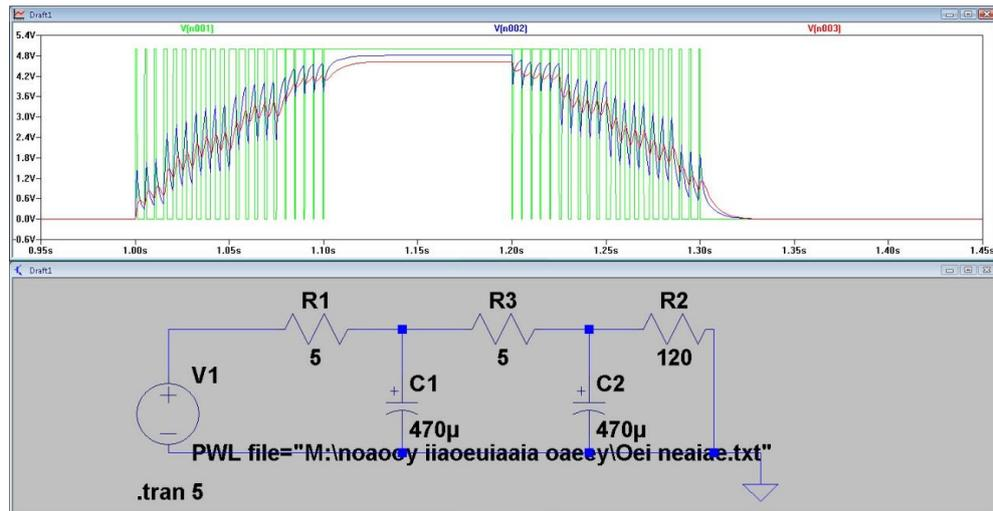 Draft1
V(n001) V(n002) V(n003)
5.4V
4.8V
4.2V
3.6V
3.0V
2.4V
1.8V
1.2V
0.6V
0.0V
-0.6V
0.95s 1.00s 1.05s 1.10s 1.15s 1.20s 1.25s 1.30s 1.35s 1.40s 1.45s
Draft1
R1 R3 R2
5 5 120
V1 C1 C2
470µ 470µ
PWL file="M:\noaocy iiaoeuiaaia oaeey\Oei neaiae.txt"
.tran 5